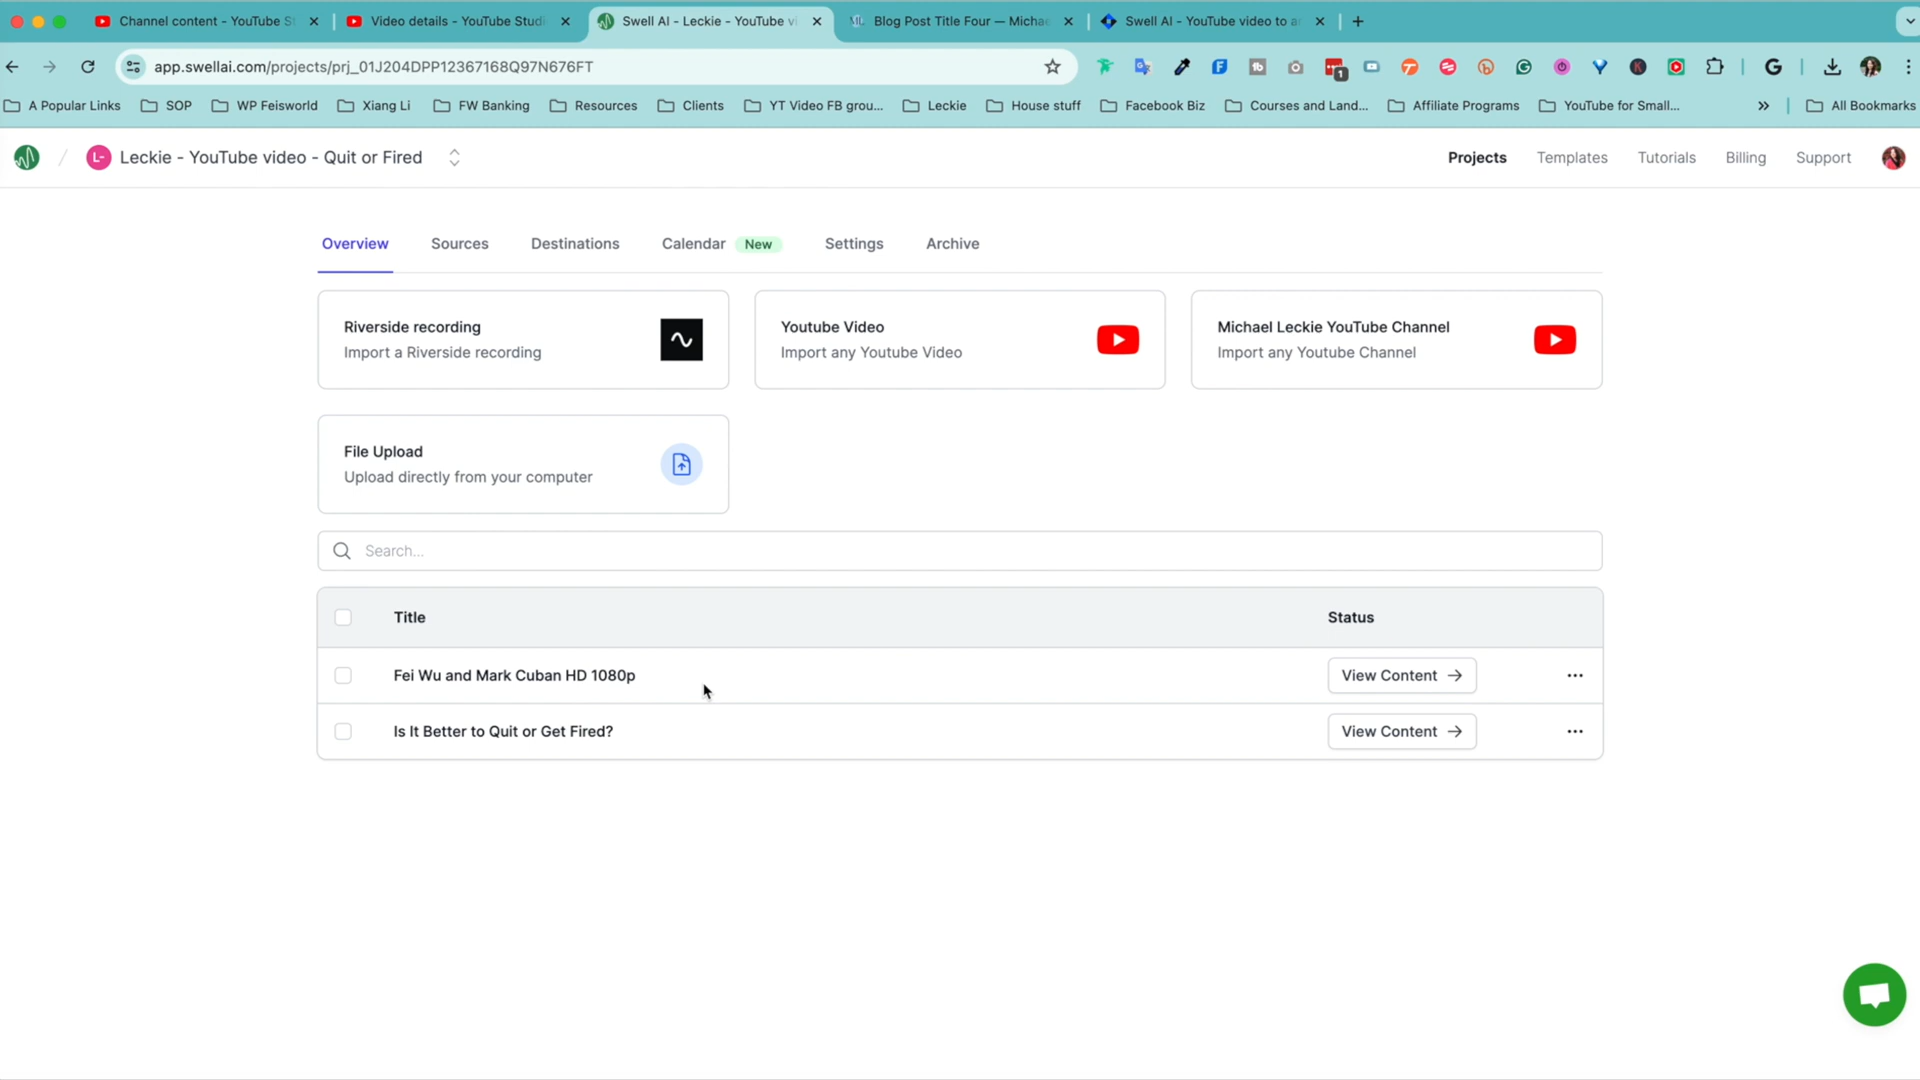 Channel content - YouTube St
Video details - YouTube Studi
Swell AI - Leckie - YouTube vi
ML Blog Post Title Four — Michae
Swell AI - YouTube video to a
app.swellai.com/projects/prj_01J204DPP12367168Q97N676FT
1
A Popular Links
SOP
WP Feisworld
Xiang Li
FW Banking
Resources
Clients
YT Video FB grou...
Leckie
House stuff
Facebook Biz
Courses and Land...
Affiliate Programs
YouTube for Small...
All Bookmarks
L- Leckie - YouTube video - Quit or Fired
Projects
Templates
Tutorials
Billing
Support
Overview
Sources
Destinations
Calendar New
Settings
Archive
Riverside recording
Import a Riverside recording
Youtube Video
Import any Youtube Video
Michael Leckie YouTube Channel
Import any Youtube Channel
File Upload
Upload directly from your computer
Search...
Title Status
Fei Wu and Mark Cuban HD 1080p View Content →
Is It Better to Quit or Get Fired? View Content →